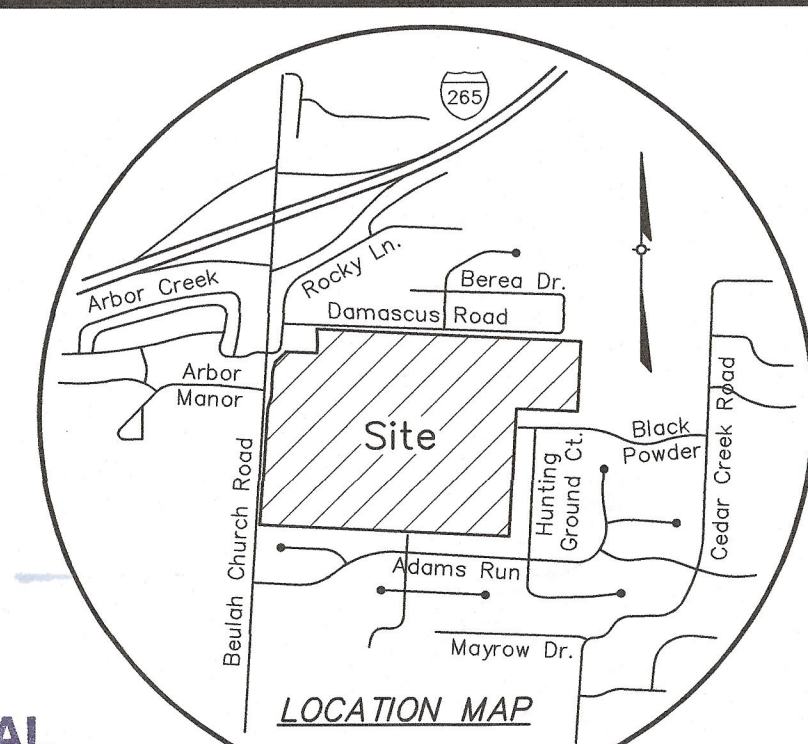 265
Arbor Creek
Rocky Ln.
Berea Dr.
Damascus Road
Arbor
Manor
Site
Black
Powder
Hunting
Ground Ct.
Cedar Creek Road
Beulah Church Road
Adams Run
Mayrow Dr.
LOCATION MAP